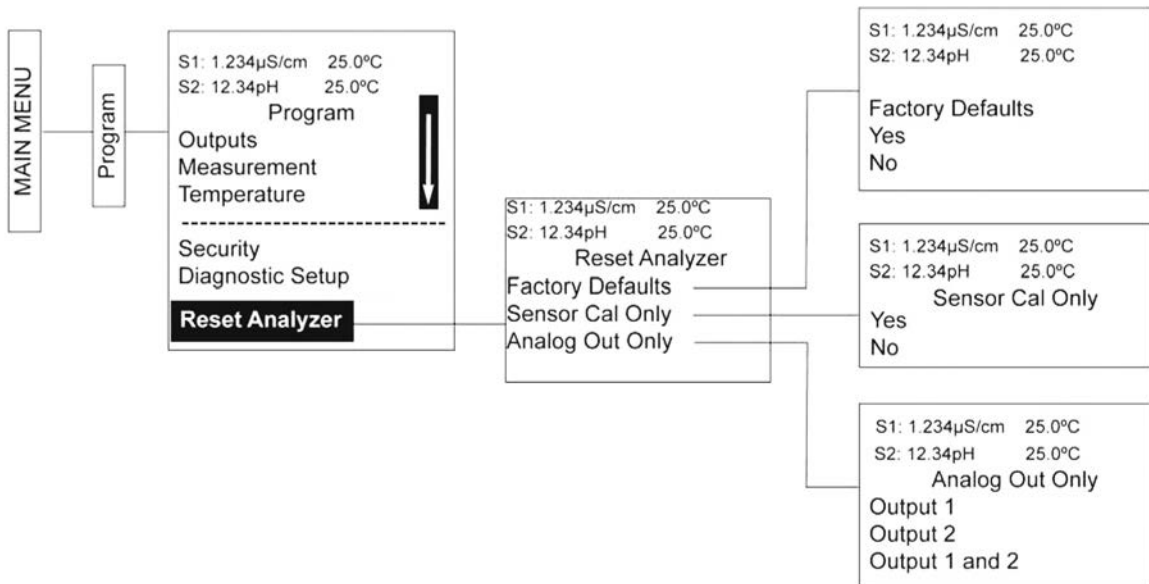 MAIN MENU
Program
S1: 1.234µS/cm 25.0ºC
S2: 12.34pH 25.0ºC
Program
Outputs
Measurement
Temperature
Security
Diagnostic Setup
Reset Analyzer
S1: 1.234µS/cm 25.0ºC
S2: 12.34pH 25.0ºC
Reset Analyzer
Factory Defaults
Sensor Cal Only
Analog Out Only
S1: 1.234µS/cm 25.0ºC
S2: 12.34pH 25.0ºC
Factory Defaults
Yes
No
S1: 1.234µS/cm 25.0ºC
S2: 12.34pH 25.0ºC
Sensor Cal Only
Yes
No
S1: 1.234µS/cm 25.0ºC
S2: 12.34pH 25.0ºC
Analog Out Only
Output 1
Output 2
Output 1 and 2